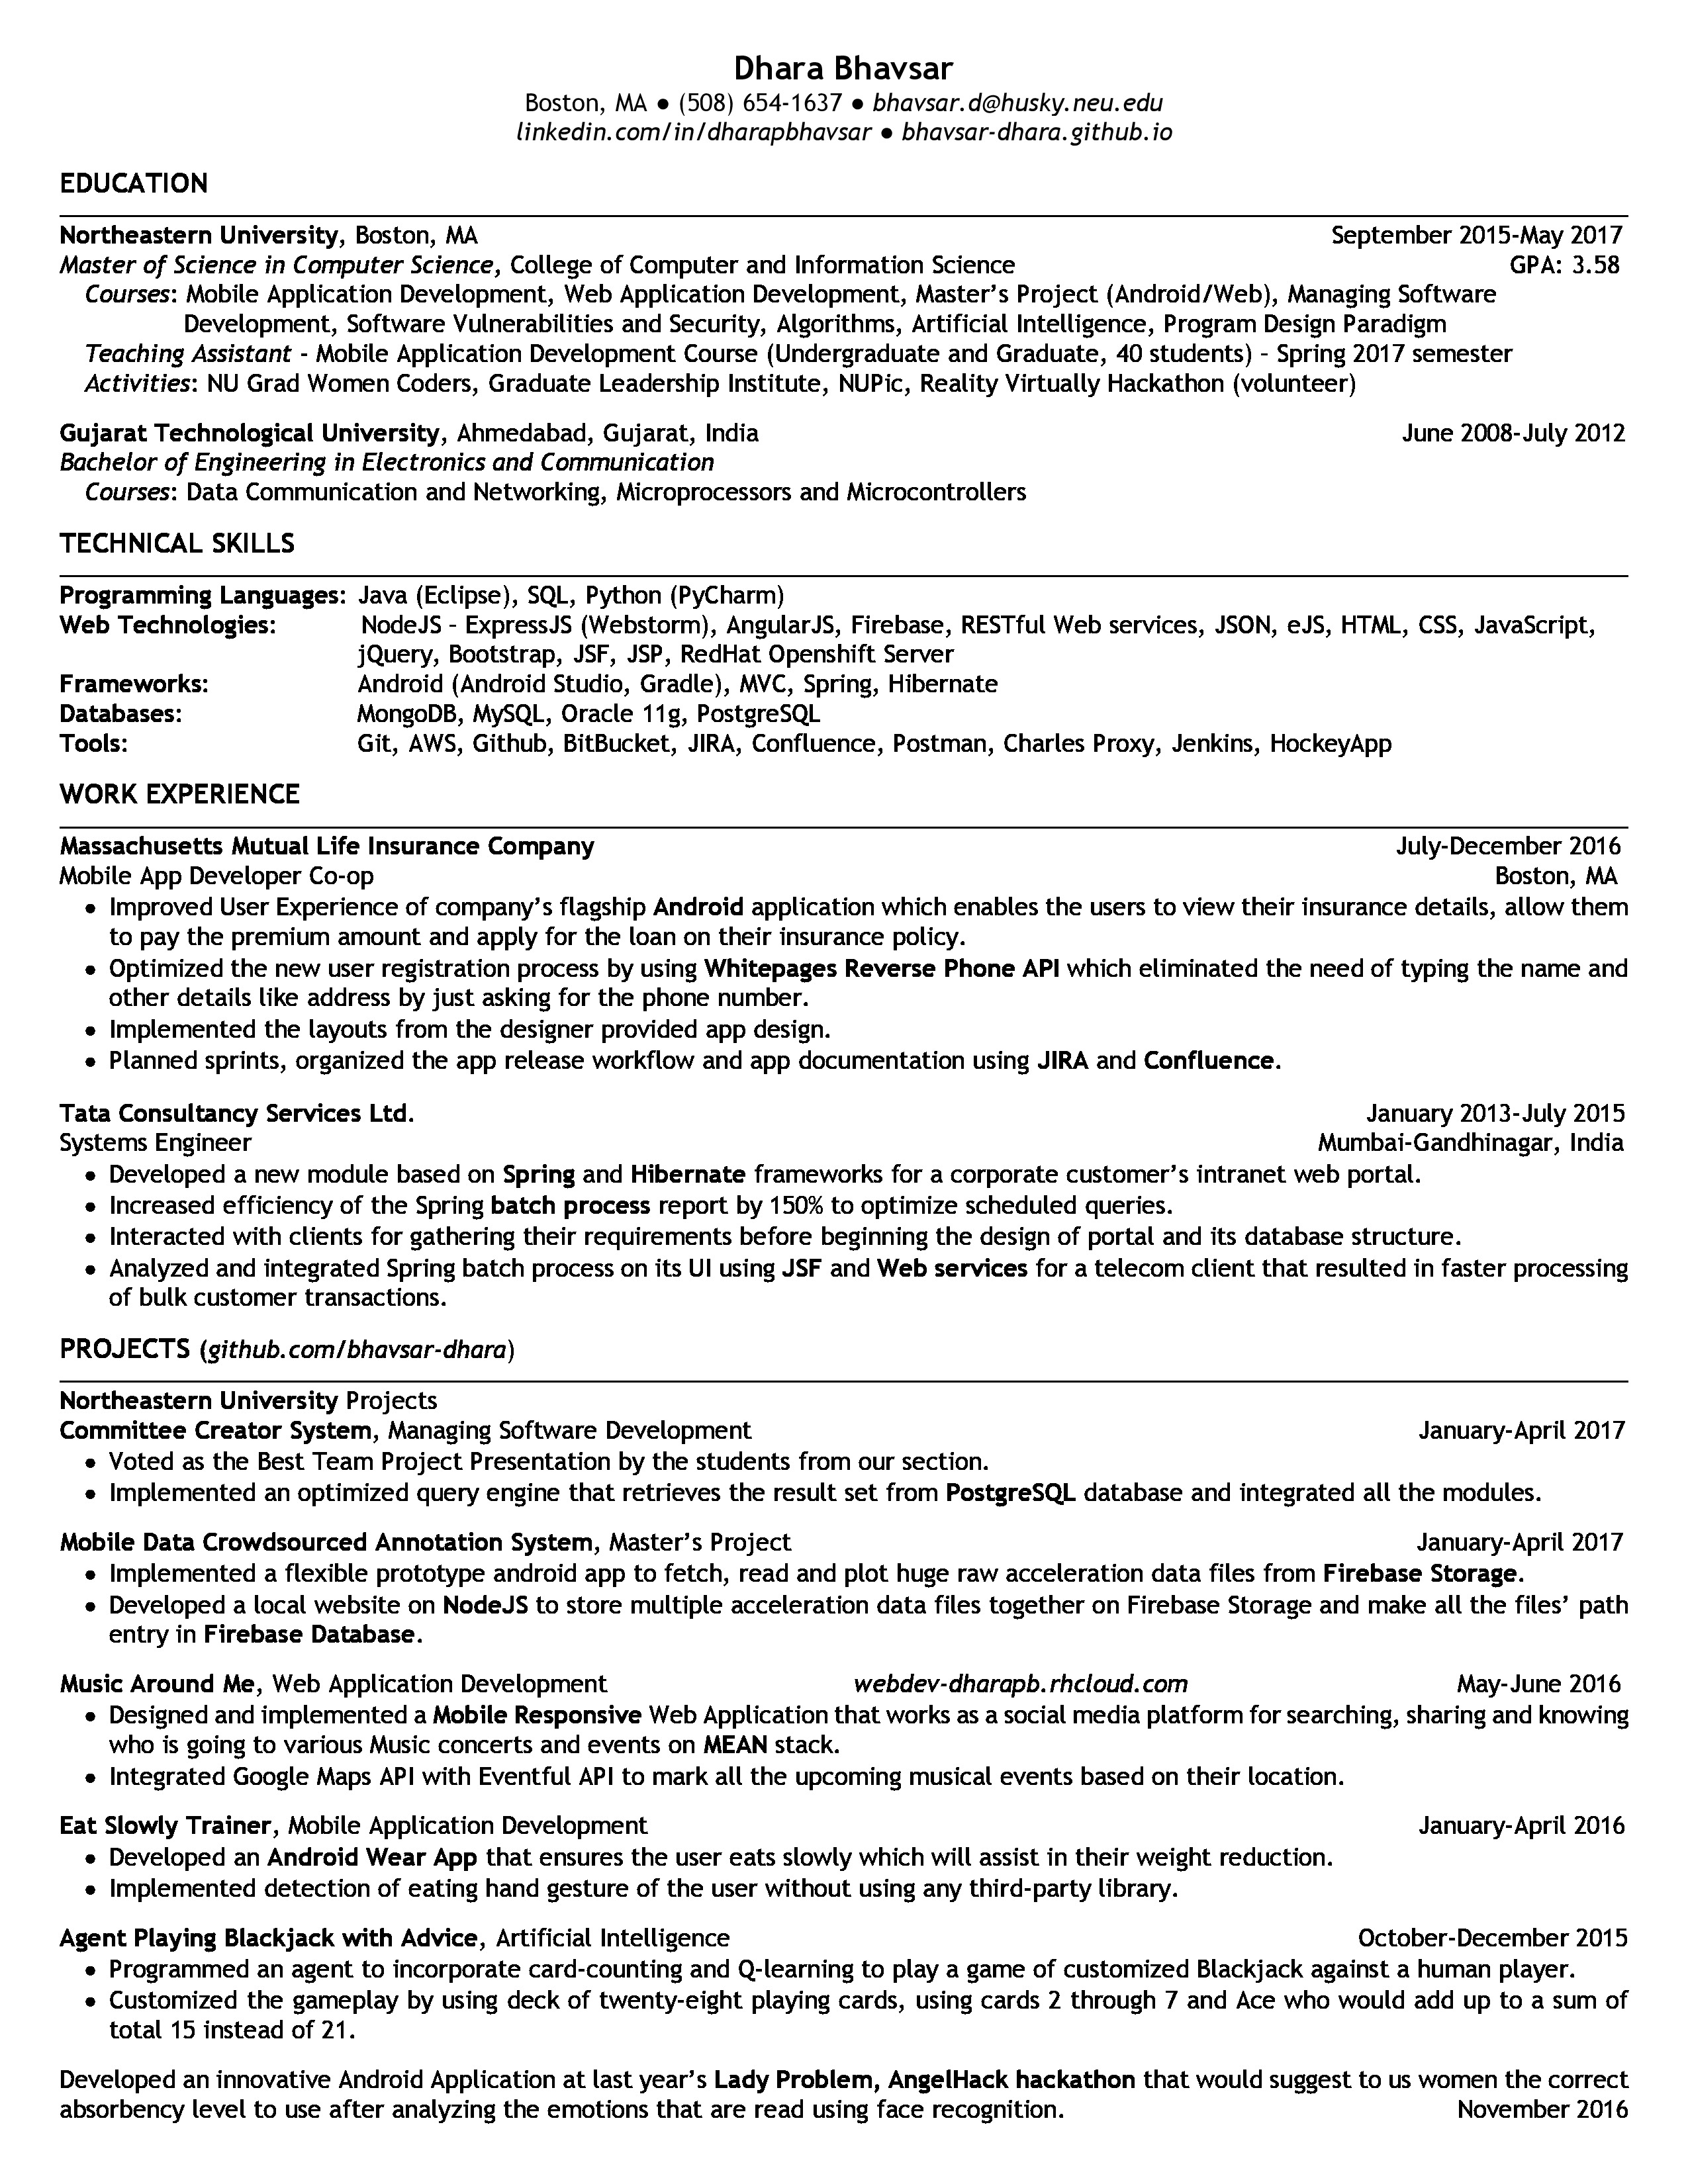 Dhara Bhavsar
Boston, MA ● (508) 654-1637 ● bhavsar.d@husky.neu.edu
linkedin.com/in/dharapbhavsar ● bhavsar-dhara.github.io
EDUCATION
Northeastern University, Boston, MA September 2015-May 2017
Master of Science in Computer Science, College of Computer and Information Science GPA: 3.58
Courses: Mobile Application Development, Web Application Development, Master's Project (Android/Web), Managing Software
Development, Software Vulnerabilities and Security, Algorithms, Artificial Intelligence, Program Design Paradigm
Teaching Assistant - Mobile Application Development Course (Undergraduate and Graduate, 40 students) - Spring 2017 semester
Activities: NU Grad Women Coders, Graduate Leadership Institute, NUPic, Reality Virtually Hackathon (volunteer)
Gujarat Technological University, Ahmedabad, Gujarat, India June 2008-July 2012
Bachelor of Engineering in Electronics and Communication
Courses: Data Communication and Networking, Microprocessors and Microcontrollers
TECHNICAL SKILLS
Programming Languages: Java (Eclipse), SQL, Python (PyCharm)
Web Technologies: NodeJS - ExpressJS (Webstorm), AngularJS, Firebase, RESTful Web services, JSON, eJS, HTML, CSS, JavaScript,
jQuery, Bootstrap, JSF, JSP, RedHat Openshift Server
Frameworks: Android (Android Studio, Gradle), MVC, Spring, Hibernate
Databases: MongoDB, MySQL, Oracle 11g, PostgreSQL
Tools: Git, AWS, Github, BitBucket, JIRA, Confluence, Postman, Charles Proxy, Jenkins, HockeyApp
WORK EXPERIENCE
Massachusetts Mutual Life Insurance Company July-December 2016
Mobile App Developer Co-op Boston, MA
● Improved User Experience of company's flagship Android application which enables the users to view their insurance details, allow them
to pay the premium amount and apply for the loan on their insurance policy.
● Optimized the new user registration process by using Whitepages Reverse Phone API which eliminated the need of typing the name and
other details like address by just asking for the phone number.
● Implemented the layouts from the designer provided app design.
● Planned sprints, organized the app release workflow and app documentation using JIRA and Confluence.
Tata Consultancy Services Ltd. January 2013-July 2015
Systems Engineer Mumbai-Gandhinagar, India
● Developed a new module based on Spring and Hibernate frameworks for a corporate customer's intranet web portal.
● Increased efficiency of the Spring batch process report by 150% to optimize scheduled queries.
● Interacted with clients for gathering their requirements before beginning the design of portal and its database structure.
● Analyzed and integrated Spring batch process on its UI using JSF and Web services for a telecom client that resulted in faster processing
of bulk customer transactions.
PROJECTS (github.com/bhavsar-dhara)
Northeastern University Projects
Committee Creator System, Managing Software Development January-April 2017
● Voted as the Best Team Project Presentation by the students from our section.
● Implemented an optimized query engine that retrieves the result set from PostgreSQL database and integrated all the modules.
Mobile Data Crowdsourced Annotation System, Master's Project January-April 2017
● Implemented a flexible prototype android app to fetch, read and plot huge raw acceleration data files from Firebase Storage.
● Developed a local website on NodeJS to store multiple acceleration data files together on Firebase Storage and make all the files' path
entry in Firebase Database.
Music Around Me, Web Application Development webdev-dharapb.rhcloud.com May-June 2016
● Designed and implemented a Mobile Responsive Web Application that works as a social media platform for searching, sharing and knowing
who is going to various Music concerts and events on MEAN stack.
● Integrated Google Maps API with Eventful API to mark all the upcoming musical events based on their location.
Eat Slowly Trainer, Mobile Application Development January-April 2016
● Developed an Android Wear App that ensures the user eats slowly which will assist in their weight reduction.
● Implemented detection of eating hand gesture of the user without using any third-party library.
Agent Playing Blackjack with Advice, Artificial Intelligence October-December 2015
● Programmed an agent to incorporate card-counting and Q-learning to play a game of customized Blackjack against a human player.
● Customized the gameplay by using deck of twenty-eight playing cards, using cards 2 through 7 and Ace who would add up to a sum of
total 15 instead of 21.
Developed an innovative Android Application at last year's Lady Problem, AngelHack hackathon that would suggest to us women the correct
absorbency level to use after analyzing the emotions that are read using face recognition. November 2016